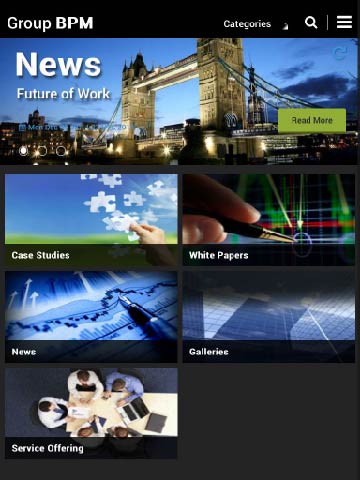 Group BPM
Categories
News
Future of Work
Read More
Case Studies
White Papers
News
Galleries
Service Offering